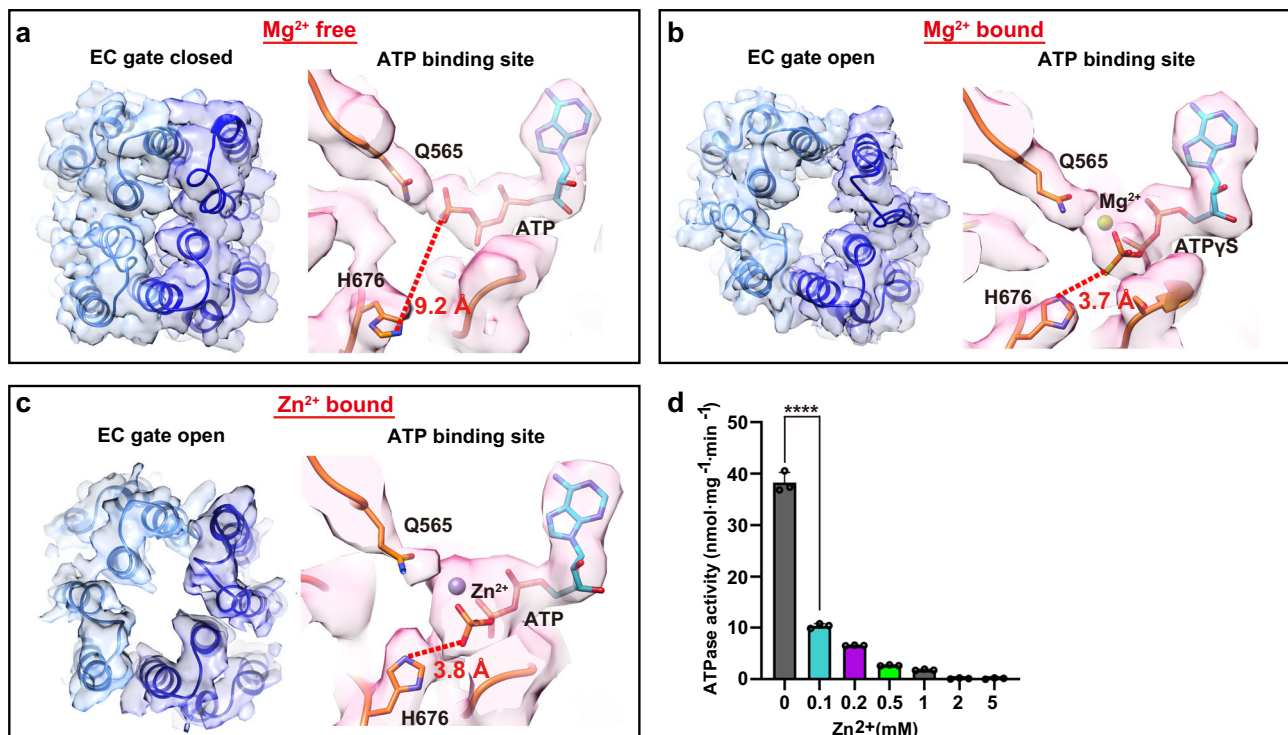 a
Mg²⁺ free
EC gate closed
ATP binding site
Q565
ATP
H676
9.2 Å
b
Mg²⁺ bound
EC gate open
ATP binding site
Q565
Mg²⁺
ATPγS
H676
3.7 Å
c
Zn²⁺ bound
EC gate open
ATP binding site
Q565
Zn²⁺
ATP
3.8 Å
H676
d
****
ATPase activity (nmol·mg⁻¹·min⁻¹)
50
40
30
20
10
0
0 0.1 0.2 0.5 1 2 5
Zn²⁺(mM)